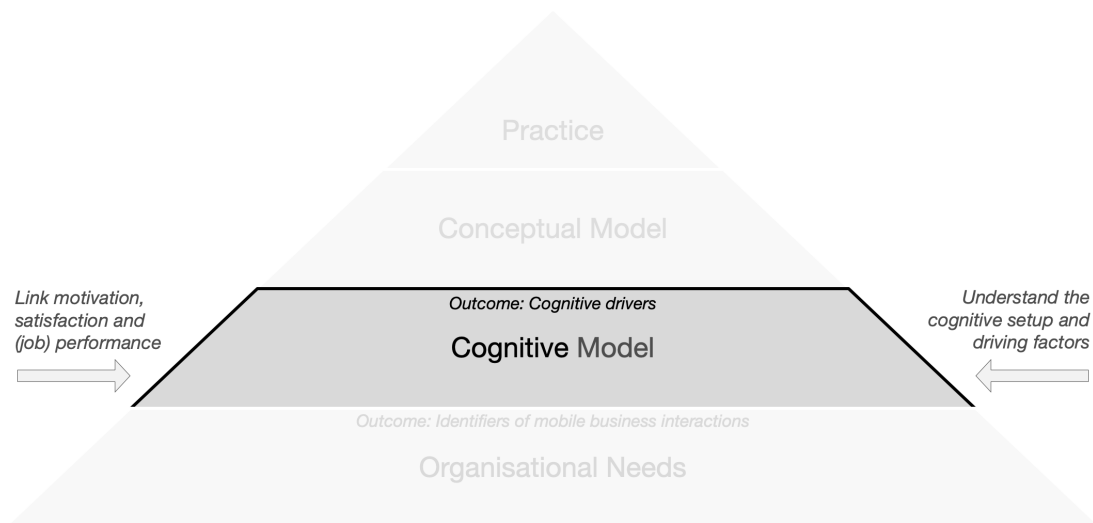 Practice
Conceptual Model
Link motivation,
satisfaction and
(job) performance
Outcome: Cognitive drivers
Cognitive Model
Understand the
cognitive setup and
driving factors
Outcome: Identifiers of mobile business interactions
Organisational Needs